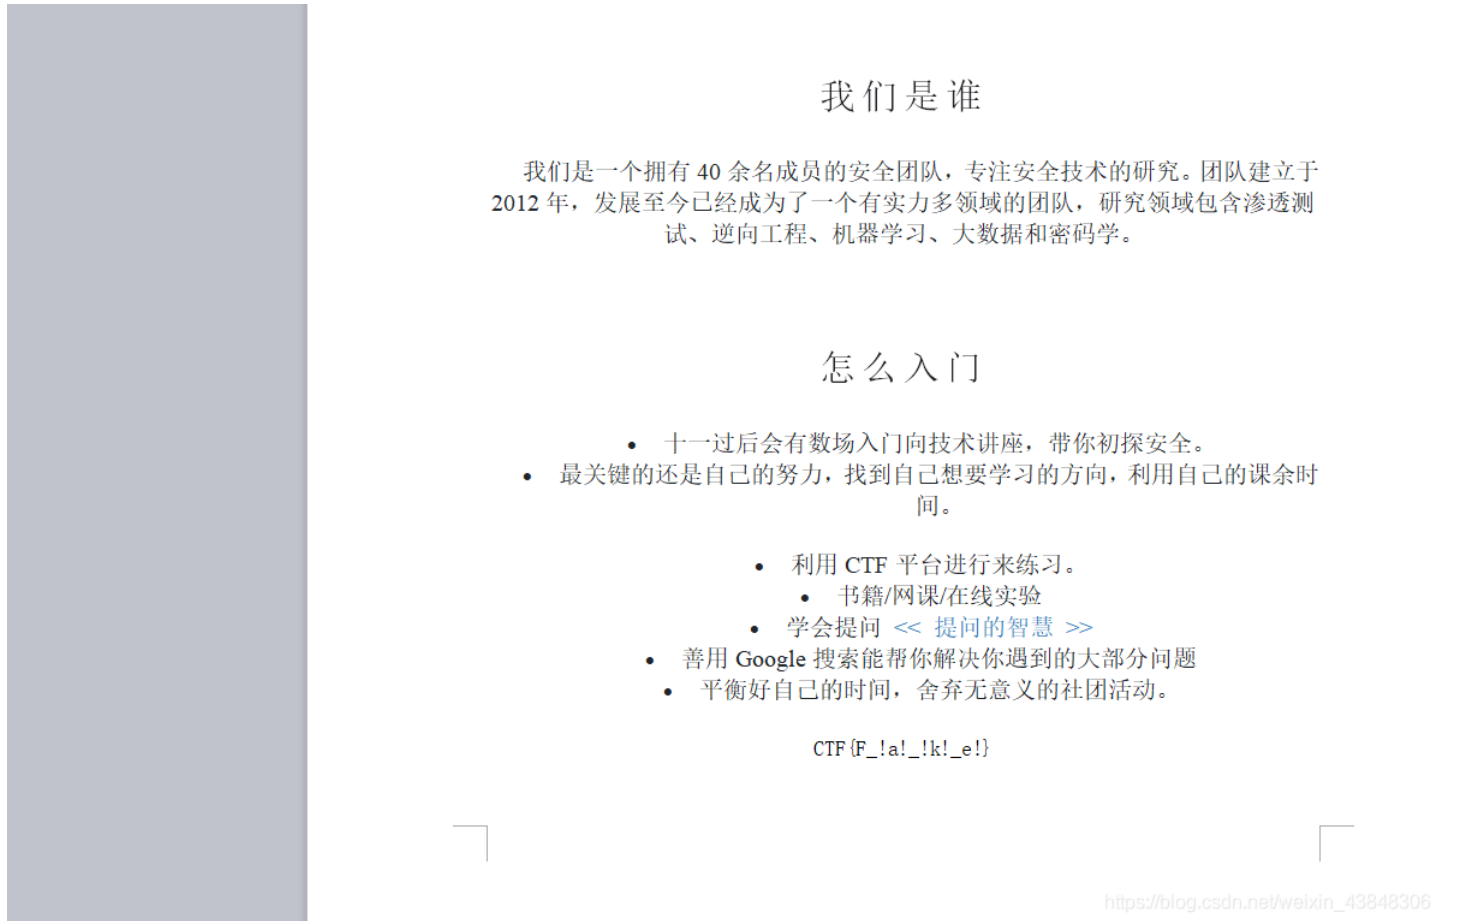 我们是谁
我们是一个拥有 40 余名成员的安全团队，专注安全技术的研究。团队建立于
2012 年，发展至今已经成为了一个有实力多领域的团队，研究领域包含渗透测
试、逆向工程、机器学习、大数据和密码学。
怎么入门
• 十一过后会有数场入门向技术讲座，带你初探安全。
• 最关键的还是自己的努力，找到自己想要学习的方向，利用自己的课余时
间。
• 利用 CTF 平台进行来练习。
• 书籍/网课/在线实验
• 学会提问 << 提问的智慧 >>
• 善用 Google 搜索能帮你解决你遇到的大部分问题
• 平衡好自己的时间，舍弃无意义的社团活动。
CTF{F_!a!_!k!_e!}
https://blog.csdn.net/weixin_43848306